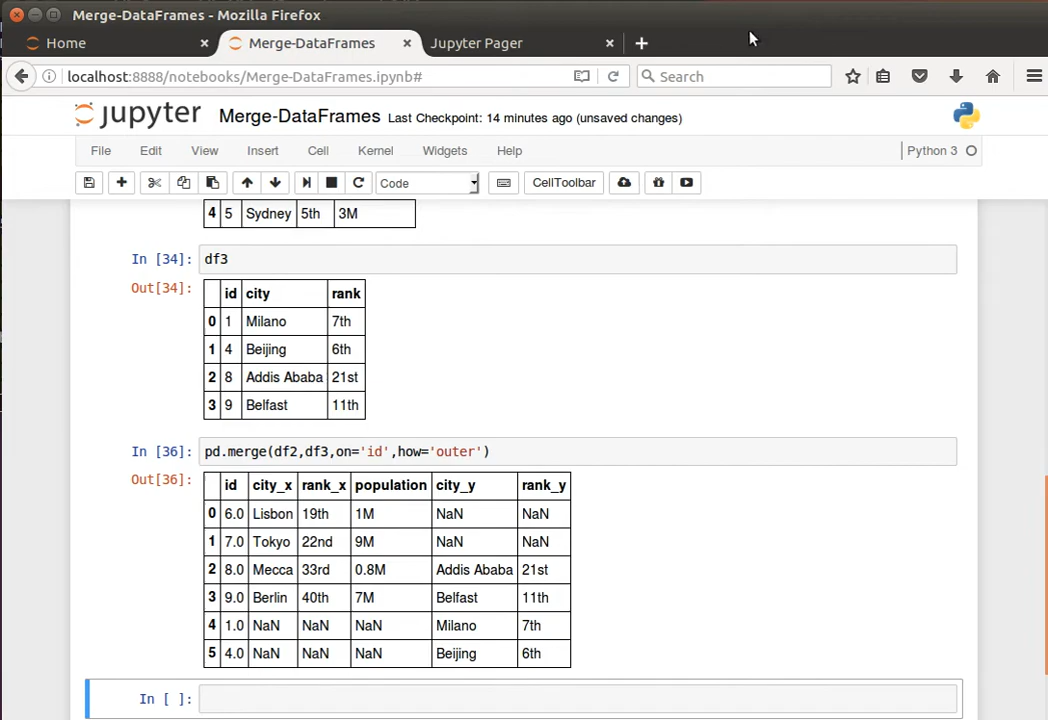 Merge-DataFrames - Mozilla Firefox
Home
Merge-DataFrames
Jupyter Pager
localhost:8888/notebooks/Merge-DataFrames.ipynb#
Search
jupyter Merge-DataFrames Last Checkpoint: 14 minutes ago (unsaved changes)
File Edit View Insert Cell Kernel Widgets Help Python 3
Code CellToolbar
4 5 Sydney 5th 3M
In [34]: df3
Out[34]:
id city rank
0 1 Milano 7th
1 4 Beijing 6th
2 8 Addis Ababa 21st
3 9 Belfast 11th
In [36]: pd.merge(df2,df3,on='id',how='outer')
Out[36]:
id city_x rank_x population city_y rank_y
0 6.0 Lisbon 19th 1M NaN NaN
1 7.0 Tokyo 22nd 9M NaN NaN
2 8.0 Mecca 33rd 0.8M Addis Ababa 21st
3 9.0 Berlin 40th 7M Belfast 11th
4 1.0 NaN NaN NaN Milano 7th
5 4.0 NaN NaN NaN Beijing 6th
In [ ]: